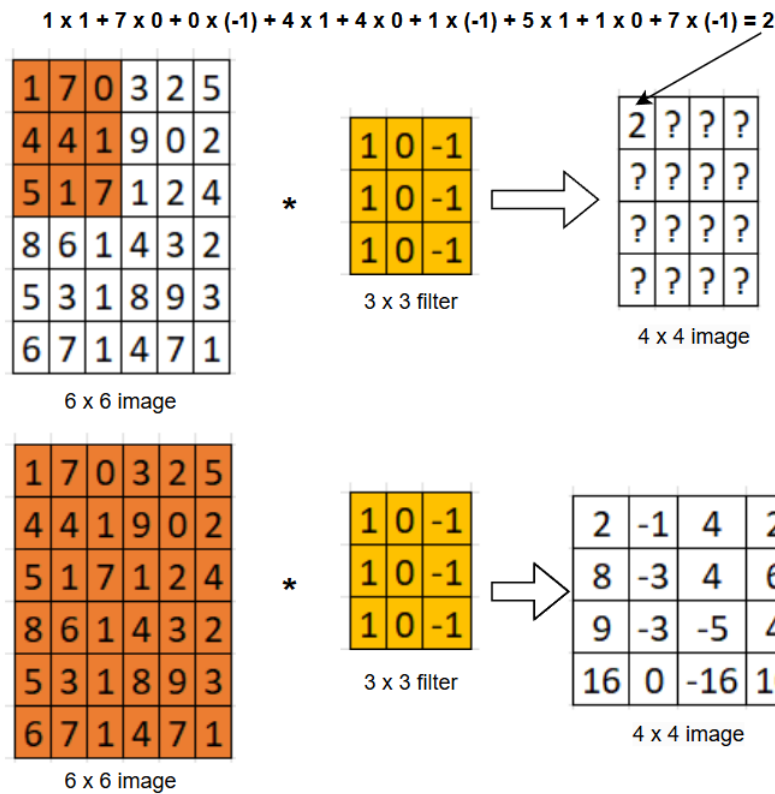 1 x 1 + 7 x 0 + 0 x (-1) + 4 x 1 + 4 x 0 + 1 x (-1) + 5 x 1 + 1 x 0 + 7 x (-1) = 2
1 7 0 3 2 5
4 4 1 9 0 2
5 1 7 1 2 4
8 6 1 4 3 2
5 3 1 8 9 3
6 7 1 4 7 1
6 x 6 image
*
1 0 -1
1 0 -1
1 0 -1
3 x 3 filter
2 ? ? ?
? ? ? ?
? ? ? ?
? ? ? ?
4 x 4 image
1 7 0 3 2 5
4 4 1 9 0 2
5 1 7 1 2 4
8 6 1 4 3 2
5 3 1 8 9 3
6 7 1 4 7 1
6 x 6 image
*
1 0 -1
1 0 -1
1 0 -1
3 x 3 filter
2 -1 4
8 -3 4
9 -3 -5
16 0 -16
4 x 4 image